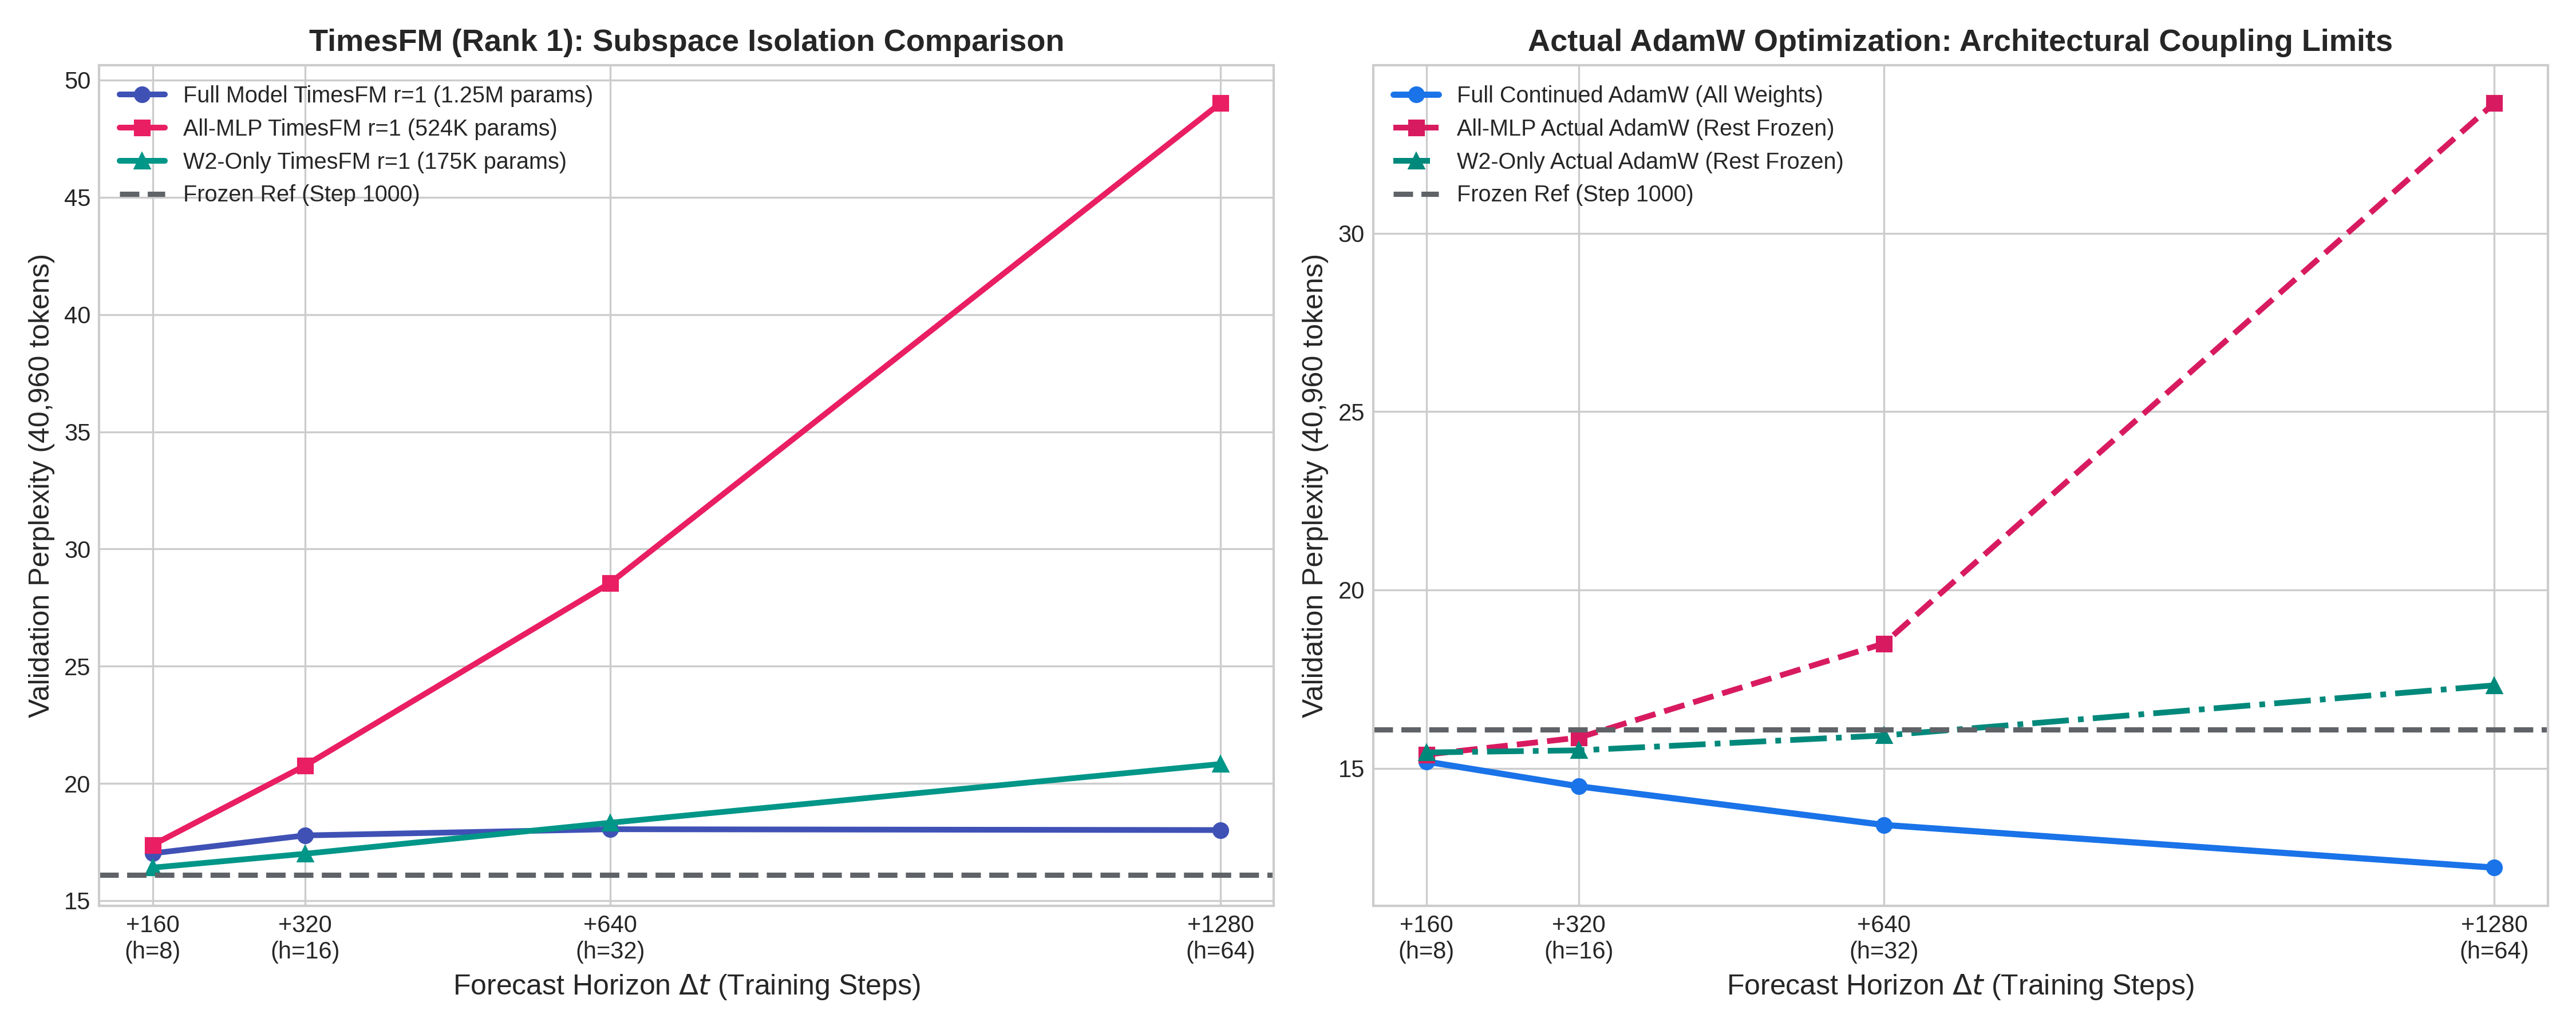 TimesFM (Rank 1): Subspace Isolation Comparison
Validation Perplexity (40,960 tokens)
50
45
40
35
30
25
20
15
Full Model TimesFM r=1 (1.25M params)
All-MLP TimesFM r=1 (524K params)
W2-Only TimesFM r=1 (175K params)
Frozen Ref (Step 1000)
+160 +320 +640 +1280
(h=8) (h=16) (h=32) (h=64)
Forecast Horizon Δt (Training Steps)
Actual AdamW Optimization: Architectural Coupling Limits
Validation Perplexity (40,960 tokens)
30
25
20
15
Full Continued AdamW (All Weights)
All-MLP Actual AdamW (Rest Frozen)
W2-Only Actual AdamW (Rest Frozen)
Frozen Ref (Step 1000)
+160 +320 +640 +1280
(h=8) (h=16) (h=32) (h=64)
Forecast Horizon Δt (Training Steps)